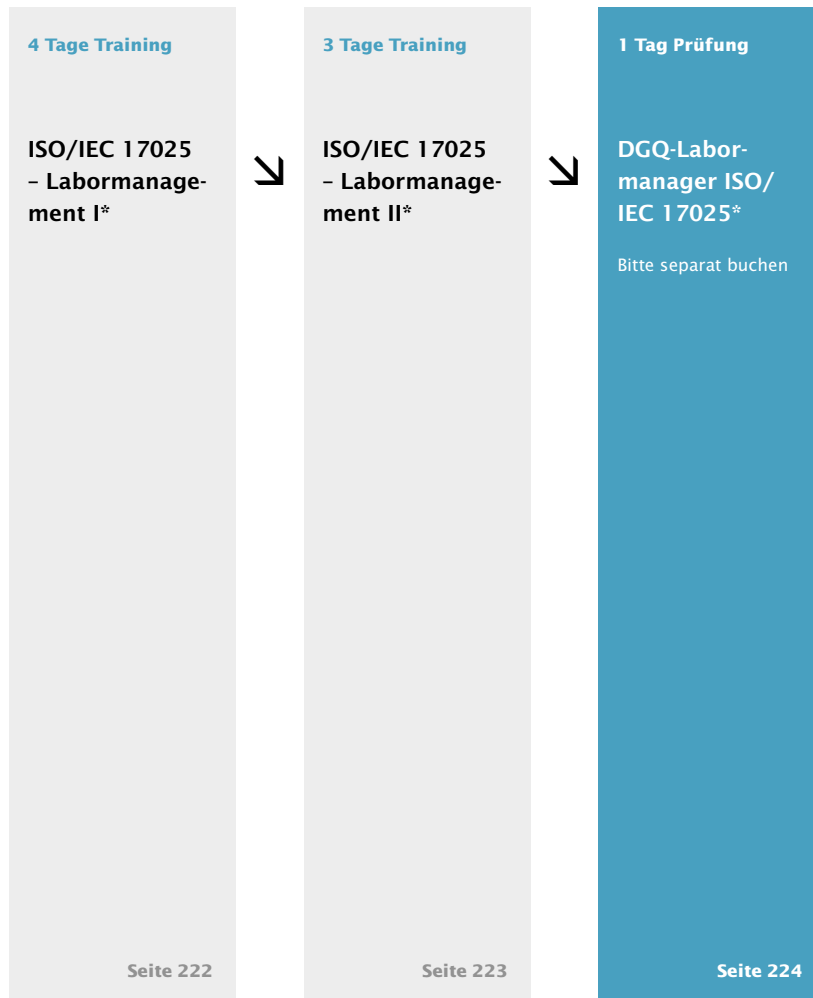 4 Tage Training
ISO/IEC 17025
– Labormanage-
ment I*
Seite 222
3 Tage Training
ISO/IEC 17025
– Labormanage-
ment II*
Seite 223
1 Tag Prüfung
DGQ-Labor-
manager ISO/
IEC 17025*
Bitte separat buchen
Seite 224